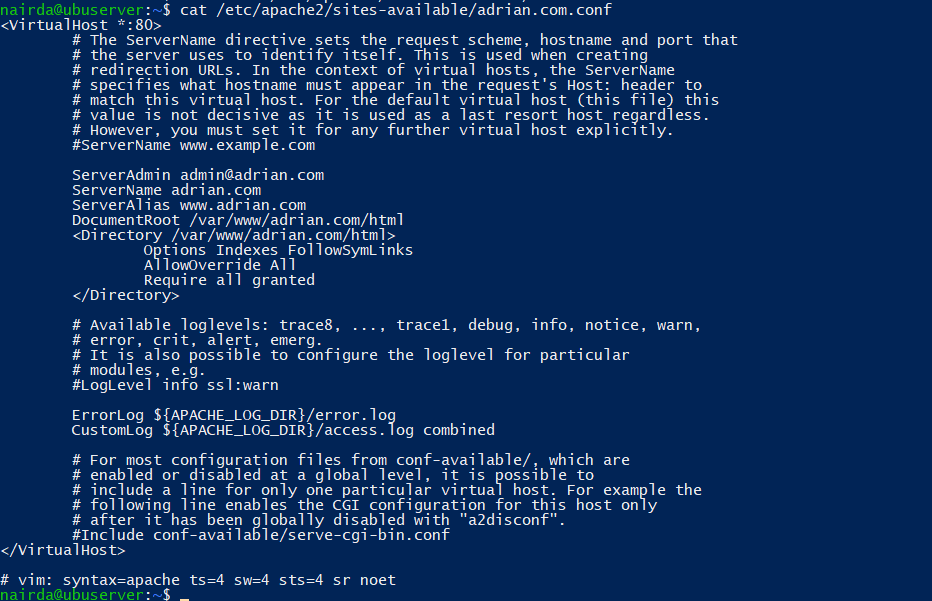 nairda@ubuserver:~$ cat /etc/apache2/sites-available/adrian.com.conf
<VirtualHost *:80>
        # The ServerName directive sets the request scheme, hostname and port that
        # the server uses to identify itself. This is used when creating
        # redirection URLs. In the context of virtual hosts, the ServerName
        # specifies what hostname must appear in the request's Host: header to
        # match this virtual host. For the default virtual host (this file) this
        # value is not decisive as it is used as a last resort host regardless.
        # However, you must set it for any further virtual host explicitly.
        #ServerName www.example.com

        ServerAdmin admin@adrian.com
        ServerName adrian.com
        ServerAlias www.adrian.com
        DocumentRoot /var/www/adrian.com/html
        <Directory /var/www/adrian.com/html>
                Options Indexes FollowSymLinks
                AllowOverride All
                Require all granted
        </Directory>

        # Available loglevels: trace8, ..., trace1, debug, info, notice, warn,
        # error, crit, alert, emerg.
        # It is also possible to configure the loglevel for particular
        # modules, e.g.
        #LogLevel info ssl:warn

        ErrorLog ${APACHE_LOG_DIR}/error.log
        CustomLog ${APACHE_LOG_DIR}/access.log combined

        # For most configuration files from conf-available/, which are
        # enabled or disabled at a global level, it is possible to
        # include a line for only one particular virtual host. For example the
        # following line enables the CGI configuration for this host only
        # after it has been globally disabled with "a2disconf".
        #Include conf-available/serve-cgi-bin.conf
</VirtualHost>

# vim: syntax=apache ts=4 sw=4 sts=4 sr noet
nairda@ubuserver:~$ _